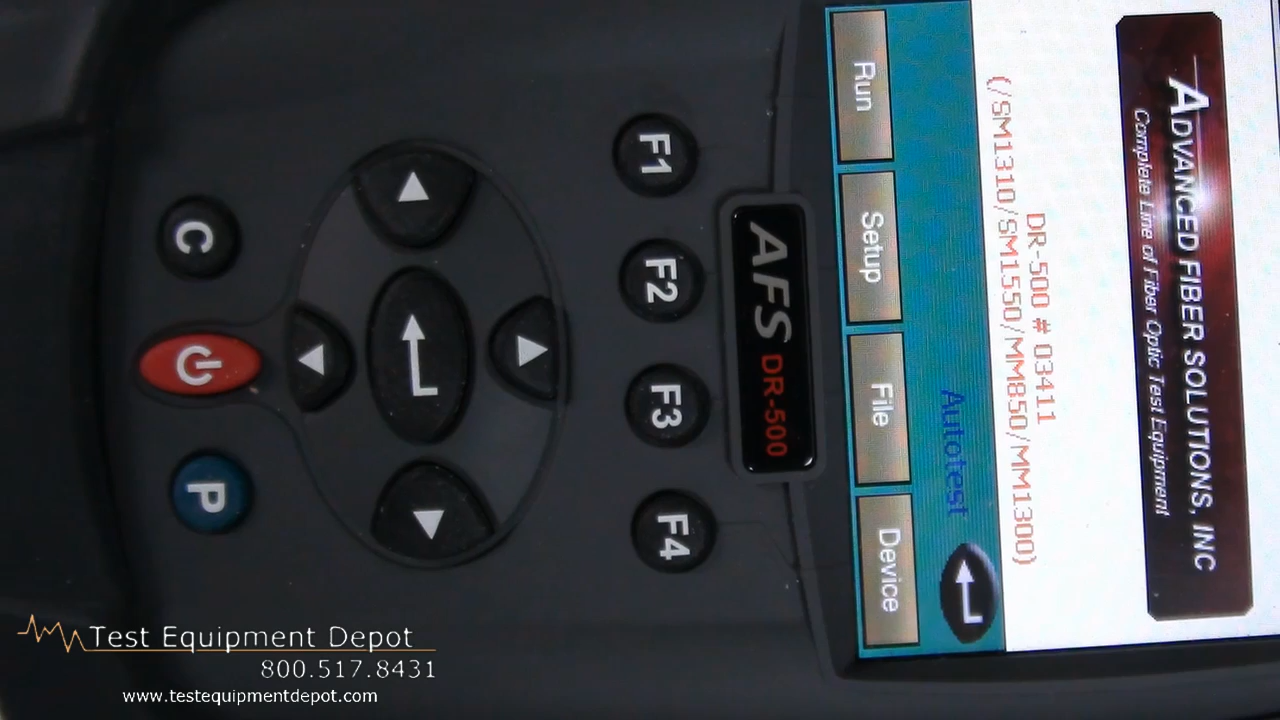 ADVANCED FIBER SOLUTIONS, INC
Complete Line of Fiber Optic Test Equipment
DR-500 # 03411
(/SM1310/SM1550/MM850/MM1300)
Autotest
Run Setup File Device
AFS DR-500
F1 F2 F3 F4
C P
Test Equipment Depot
800.517.8431
www.testequipmentdepot.com